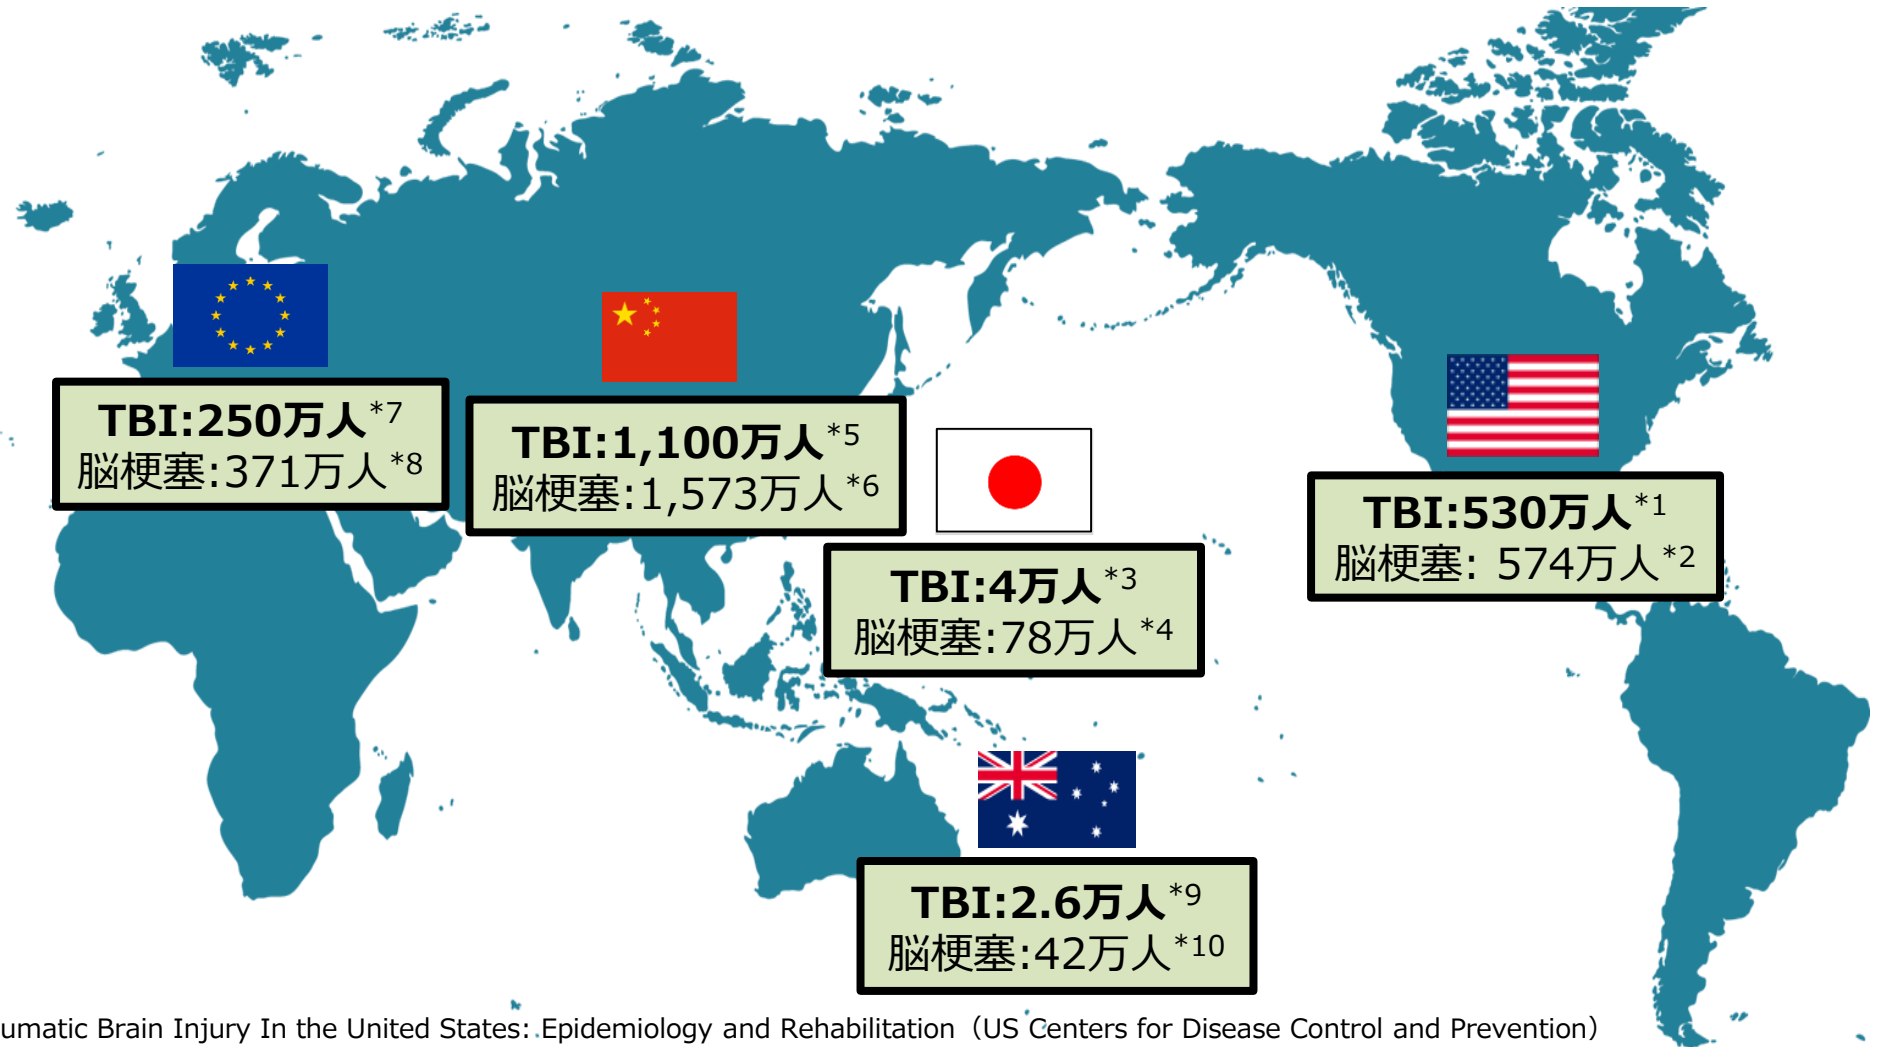 TBI:250万人*7
脳梗塞:371万人*8
TBI:1,100万人*5
脳梗塞:1,573万人*6
TBI:530万人*1
脳梗塞: 574万人*2
TBI:4万人*3
脳梗塞:78万人*4
TBI:2.6万人*9
脳梗塞:42万人*10
umatic Brain Injury In the United States: Epidemiology and Rehabilitation（US Centers for Disease Control and Prevention）